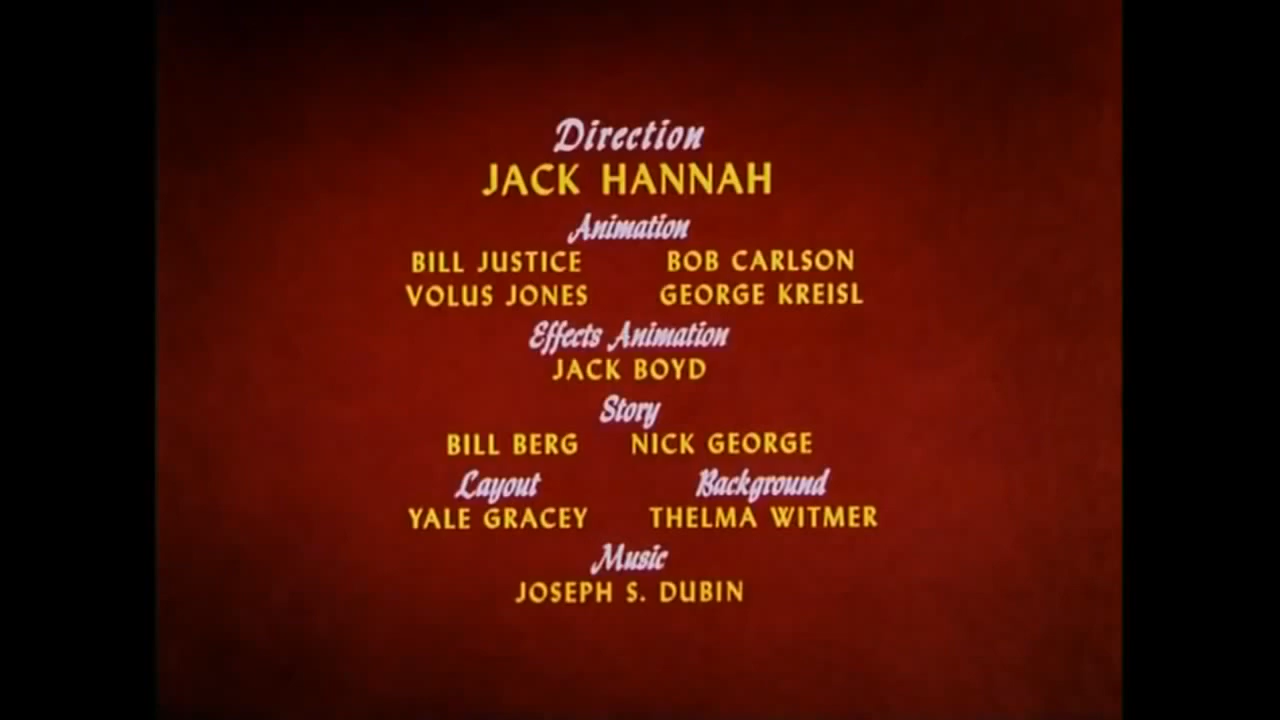 Direction
JACK HANNAH
Animation
BILL JUSTICE BOB CARLSON
VOLUS JONES GEORGE KREISL
Effects Animation
JACK BOYD
Story
BILL BERG NICK GEORGE
Layout Background
YALE GRACEY THELMA WITMER
Music
JOSEPH S. DUBIN